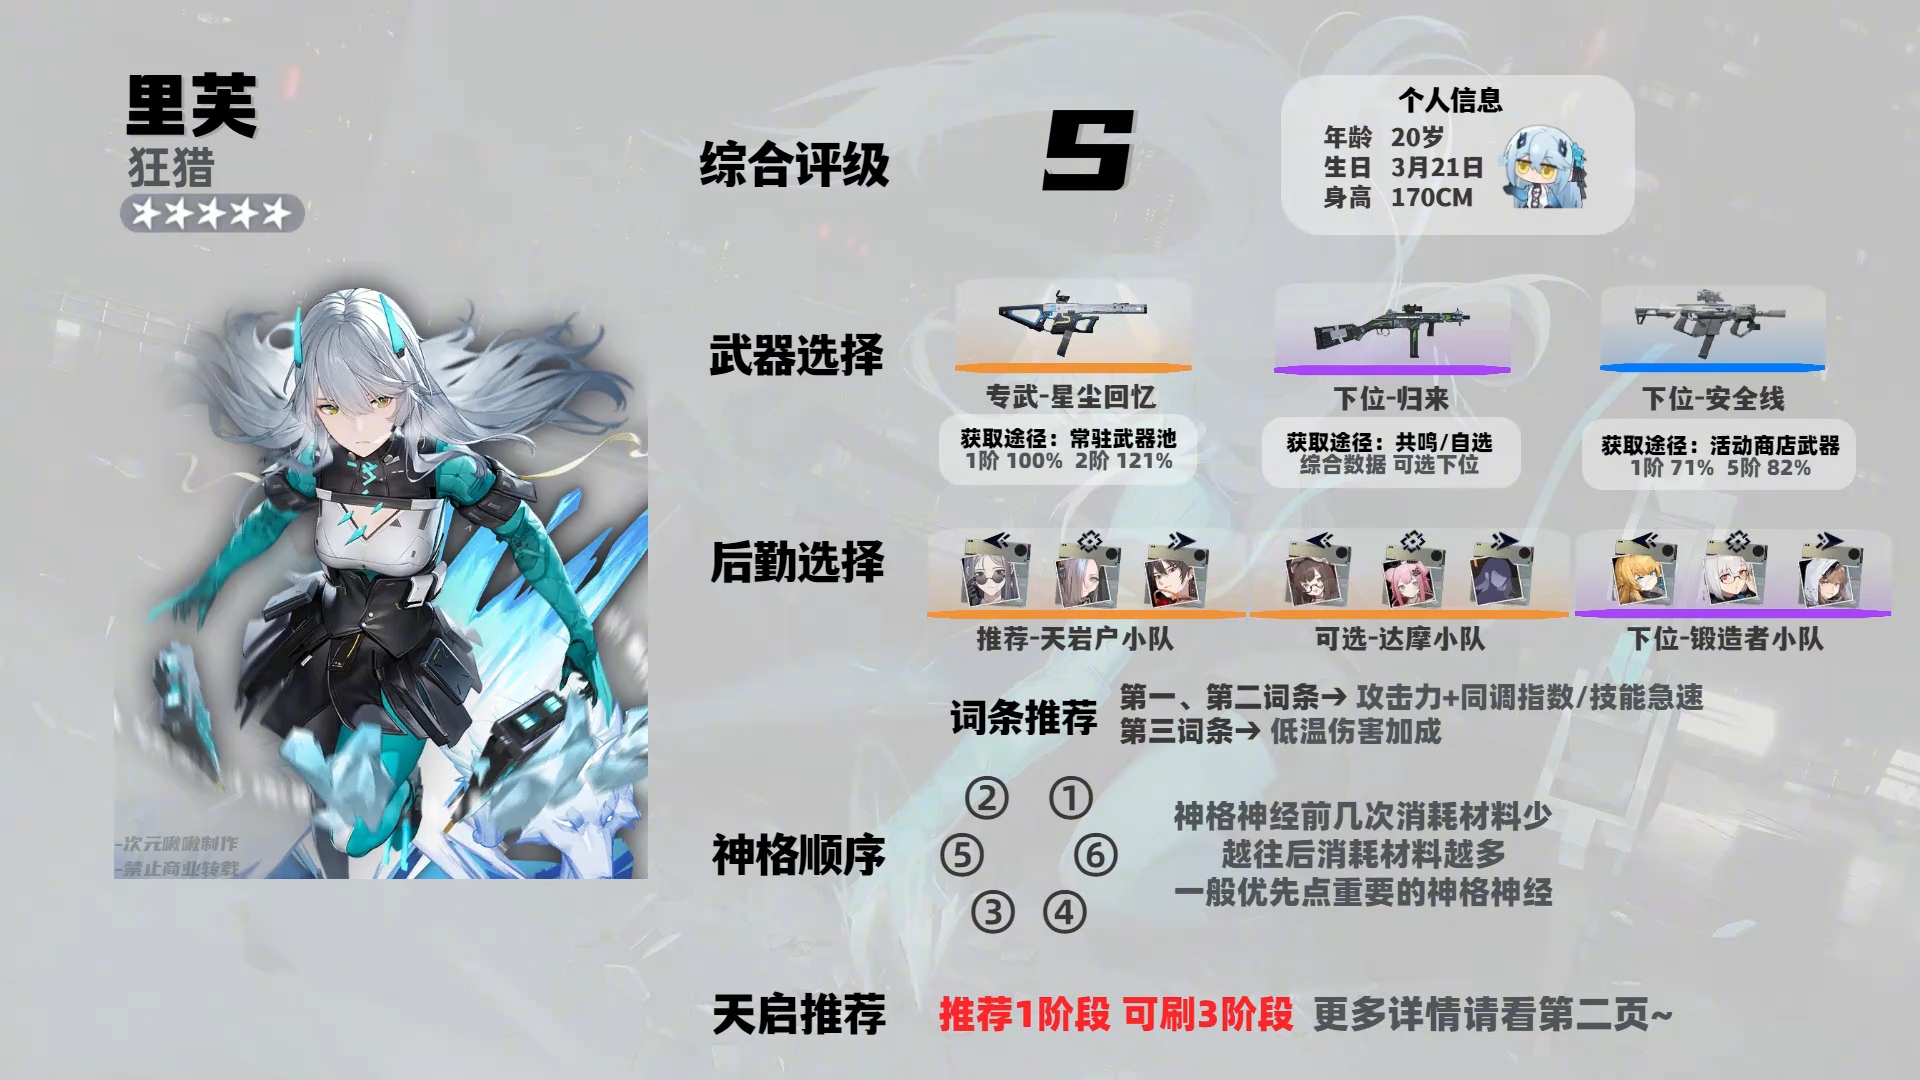 里芙
狂猎
综合评级
S
个人信息
年龄 20岁
生日 3月21日
身高 170CM
武器选择
专武-星尘回忆
获取途径：常驻武器池
1阶 100% 2阶 121%
下位-归来
获取途径：共鸣/自选
综合数据 可选下位
下位-安全线
获取途径：活动商店武器
1阶 71% 5阶 82%
后勤选择
推荐-天岩户小队
可选-达摩小队
下位-锻造者小队
词条推荐
第一、第二词条→ 攻击力+同调指数/技能急速
第三词条→ 低温伤害加成
神格顺序
② ①
⑤ ⑥
③ ④
神格神经前几次消耗材料少
越往后消耗材料越多
一般优先点重要的神格神经
天启推荐
推荐1阶段 可刷3阶段 更多详情请看第二页~
-次元啾啾制作
-禁止商业转载